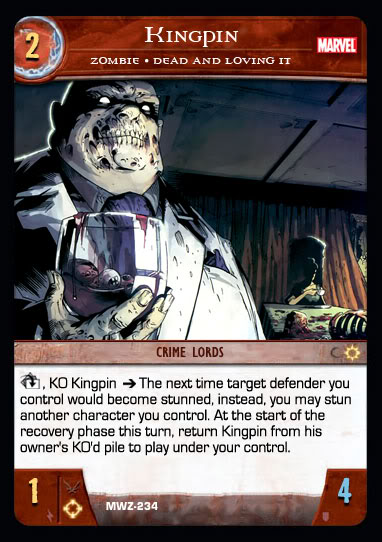 2
Kingpin
MARVEL
ZOMBIE • DEAD AND LOVING IT
CRIME LORDS
C
, KO Kingpin ➔ The next time target defender you
control would become stunned, instead, you may stun
another character you control. At the start of the
recovery phase this turn, return Kingpin from his
owner's KO'd pile to play under your control.
1
MWZ-234
4